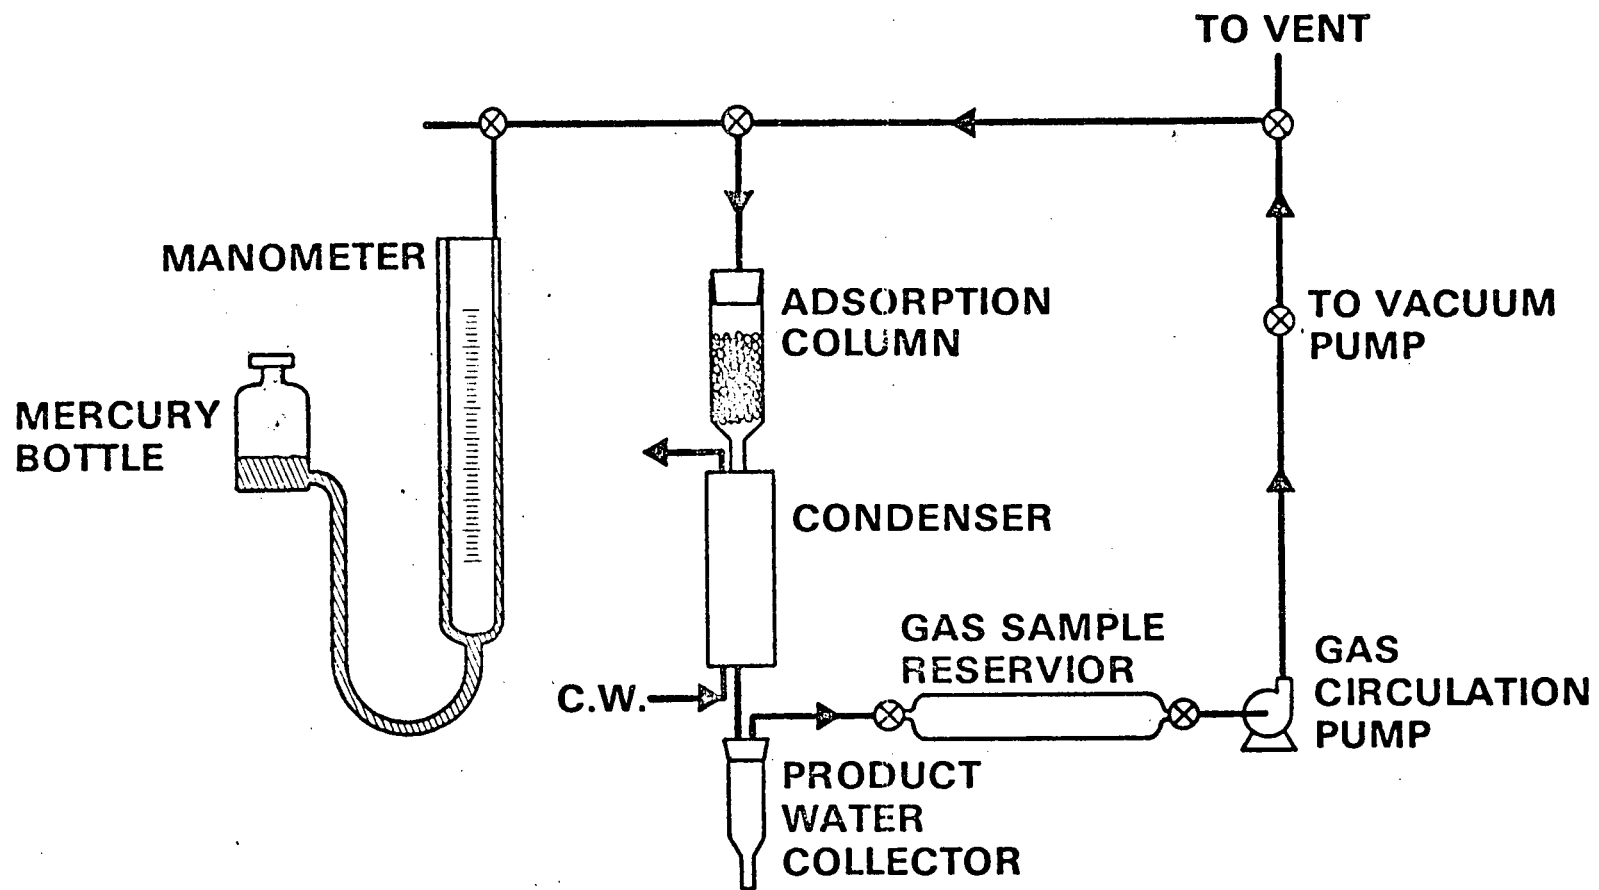 TO VENT
MANOMETER
ADSORPTION
COLUMN
TO VACUUM
PUMP
MERCURY
BOTTLE
CONDENSER
GAS SAMPLE
RESERVIOR
GAS
CIRCULATION
PUMP
C.W.
PRODUCT
WATER
COLLECTOR